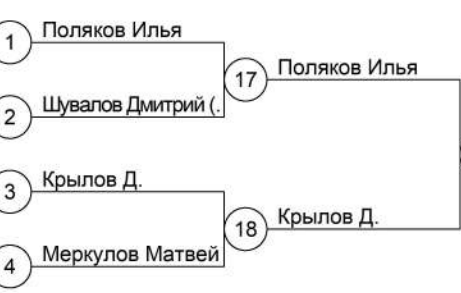 Поляков Илья
1
17
Поляков Илья
Шувалов Дмитрий (.
2
Крылов Д.
3
18
Крылов Д.
Меркулов Матвей
4